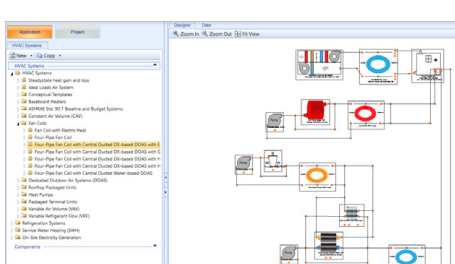 Application
Project
HVAC Systems
New
Copy
HVAC Systems
HVAC Systems
Steadystate heat gain and loss
Ideal Loads Air System
Conceptual Templates
Baseboard Heaters
ASHRAE Std. 90.1 Baseline and Budget Systems
Constant Air Volume (CAV)
Fan Coils
Fan Coil with Electric Heat
Four-Pipe Fan Coil
Four-Pipe Fan Coil with Central Ducted DX-based DOAS with E
Four-Pipe Fan Coil with Central Ducted DX-based DOAS with G
Four-Pipe Fan Coil with Central Ducted DX-based DOAS with H
Four-Pipe Fan Coil with Central Ducted DX-based DOAS with H
Four-Pipe Fan Coil with Central Ducted Water-based DOAS
Dedicated Outdoor Air Systems (DOAS)
Rooftop Packaged Units
Heat Pumps
Packaged Terminal Units
Variable Air Volume (VAV)
Variable Refrigerant Flow (VRF)
Refrigeration Systems
Service Water Heating (SWH)
On-Site Electricity Generation
Components
Designer Data
Zoom In Zoom Out Fit View
Pump
Pump
Pump